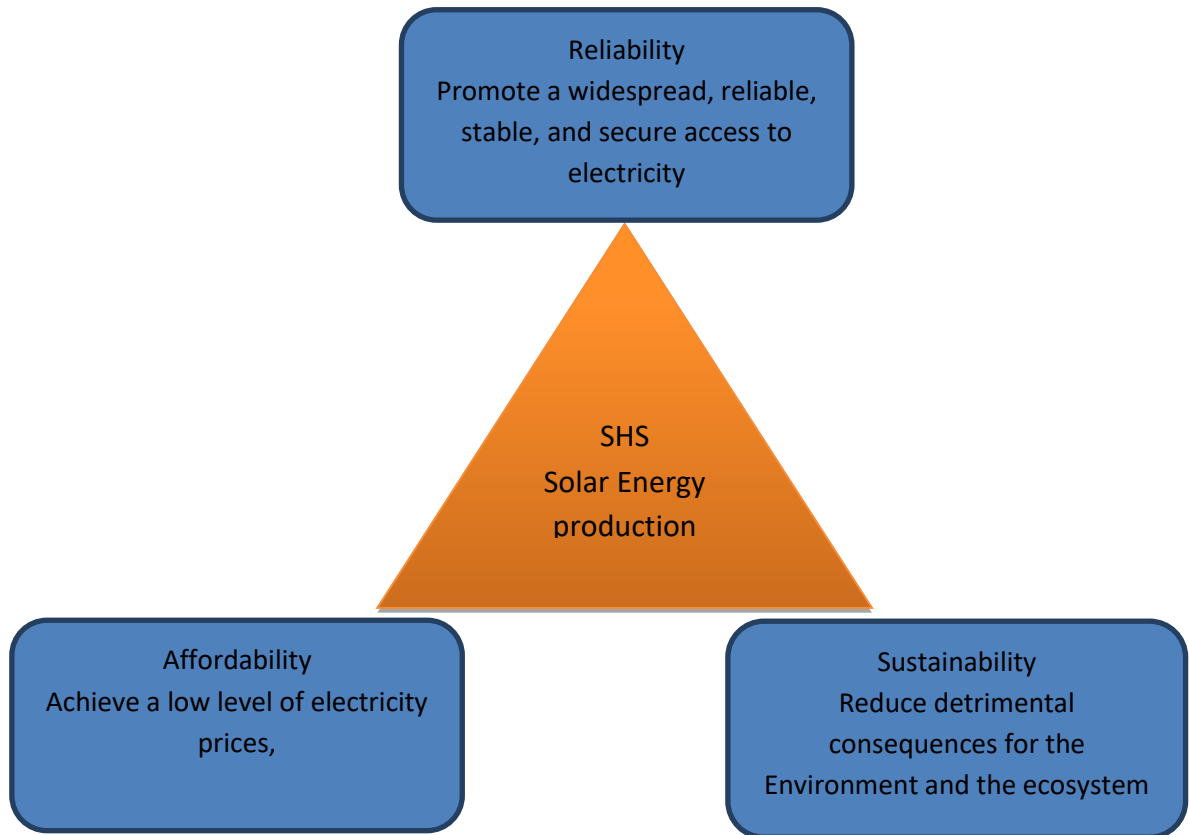 Reliability
Promote a widespread, reliable,
stable, and secure access to
electricity
SHS
Solar Energy
production
Affordability
Achieve a low level of electricity
prices,
Sustainability
Reduce detrimental
consequences for the
Environment and the ecosystem